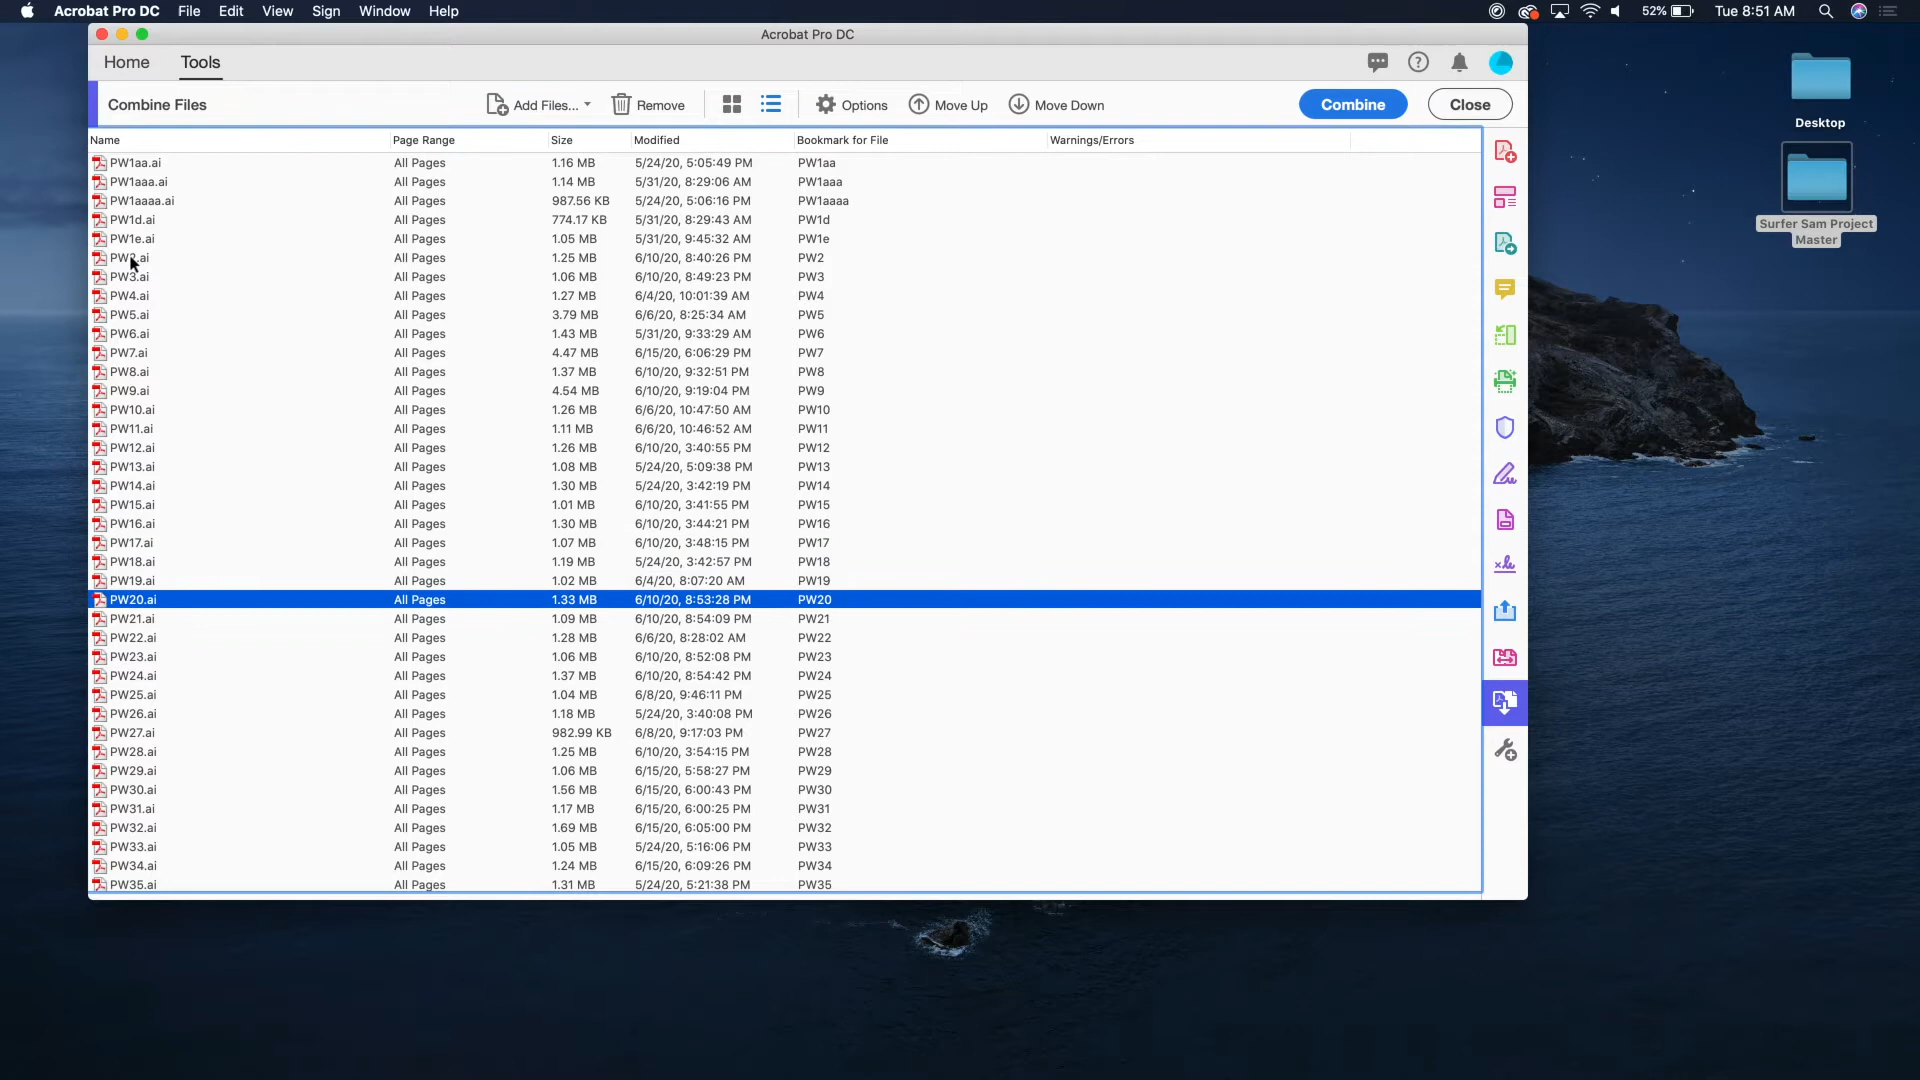 Acrobat Pro DC File Edit View Sign Window Help 52% Tue 8:51 AM
Acrobat Pro DC
Home Tools
Combine Files Add Files... Remove Options Move Up Move Down Combine Close
Name Page Range Size Modified Bookmark for File Warnings/Errors
PW1aa.ai All Pages 1.16 MB 5/24/20, 5:05:49 PM PW1aa
PW1aaa.ai All Pages 1.14 MB 5/31/20, 8:29:06 AM PW1aaa
PW1aaaa.ai All Pages 987.56 KB 5/24/20, 5:06:16 PM PW1aaaa
PW1d.ai All Pages 774.17 KB 5/31/20, 8:29:43 AM PW1d
PW1e.ai All Pages 1.05 MB 5/31/20, 9:45:32 AM PW1e
PW2.ai All Pages 1.25 MB 6/10/20, 8:40:26 PM PW2
PW3.ai All Pages 1.06 MB 6/10/20, 8:49:23 PM PW3
PW4.ai All Pages 1.27 MB 6/4/20, 10:01:39 AM PW4
PW5.ai All Pages 3.79 MB 6/6/20, 8:25:34 AM PW5
PW6.ai All Pages 1.43 MB 5/31/20, 9:33:29 AM PW6
PW7.ai All Pages 4.47 MB 6/15/20, 6:06:29 PM PW7
PW8.ai All Pages 1.37 MB 6/10/20, 9:32:51 PM PW8
PW9.ai All Pages 4.54 MB 6/10/20, 9:19:04 PM PW9
PW10.ai All Pages 1.26 MB 6/6/20, 10:47:50 AM PW10
PW11.ai All Pages 1.11 MB 6/6/20, 10:46:52 AM PW11
PW12.ai All Pages 1.26 MB 6/10/20, 3:40:55 PM PW12
PW13.ai All Pages 1.08 MB 5/24/20, 5:09:38 PM PW13
PW14.ai All Pages 1.30 MB 5/24/20, 3:42:19 PM PW14
PW15.ai All Pages 1.01 MB 6/10/20, 3:41:55 PM PW15
PW16.ai All Pages 1.30 MB 6/10/20, 3:44:21 PM PW16
PW17.ai All Pages 1.07 MB 6/10/20, 3:48:15 PM PW17
PW18.ai All Pages 1.19 MB 5/24/20, 3:42:57 PM PW18
PW19.ai All Pages 1.02 MB 6/4/20, 8:07:20 AM PW19
PW20.ai All Pages 1.33 MB 6/10/20, 8:53:28 PM PW20
PW21.ai All Pages 1.09 MB 6/10/20, 8:54:09 PM PW21
PW22.ai All Pages 1.28 MB 6/6/20, 8:28:02 AM PW22
PW23.ai All Pages 1.06 MB 6/10/20, 8:52:08 PM PW23
PW24.ai All Pages 1.37 MB 6/10/20, 8:54:42 PM PW24
PW25.ai All Pages 1.04 MB 6/8/20, 9:46:11 PM PW25
PW26.ai All Pages 1.18 MB 5/24/20, 3:40:08 PM PW26
PW27.ai All Pages 982.99 KB 6/8/20, 9:17:03 PM PW27
PW28.ai All Pages 1.25 MB 6/10/20, 3:54:15 PM PW28
PW29.ai All Pages 1.06 MB 6/15/20, 5:58:27 PM PW29
PW30.ai All Pages 1.56 MB 6/15/20, 6:00:43 PM PW30
PW31.ai All Pages 1.17 MB 6/15/20, 6:00:25 PM PW31
PW32.ai All Pages 1.69 MB 6/15/20, 6:05:00 PM PW32
PW33.ai All Pages 1.05 MB 5/24/20, 5:16:06 PM PW33
PW34.ai All Pages 1.24 MB 6/15/20, 6:09:26 PM PW34
PW35.ai All Pages 1.31 MB 5/24/20, 5:21:38 PM PW35
Desktop
Surfer Sam Project
Master